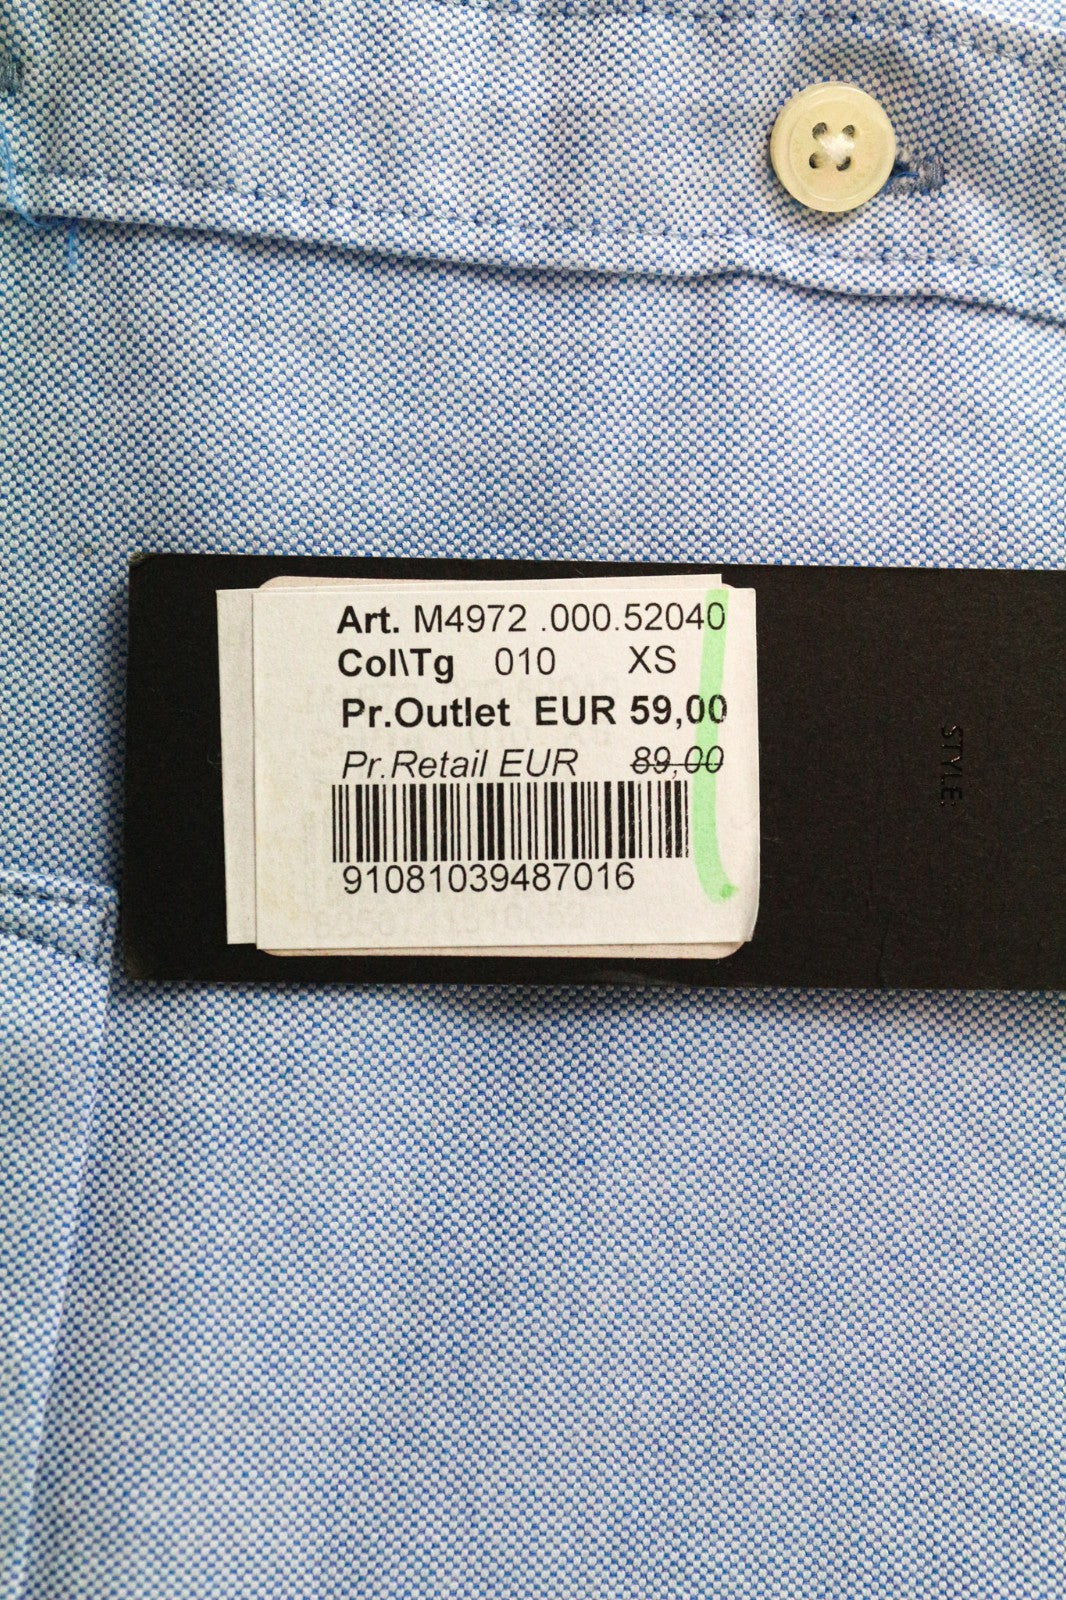 Art. M4972 .000.52040
Col\Tg 010 XS
Pr.Outlet EUR 59,00
Pr.Retail EUR 89,00
91081039487016
STYLE: